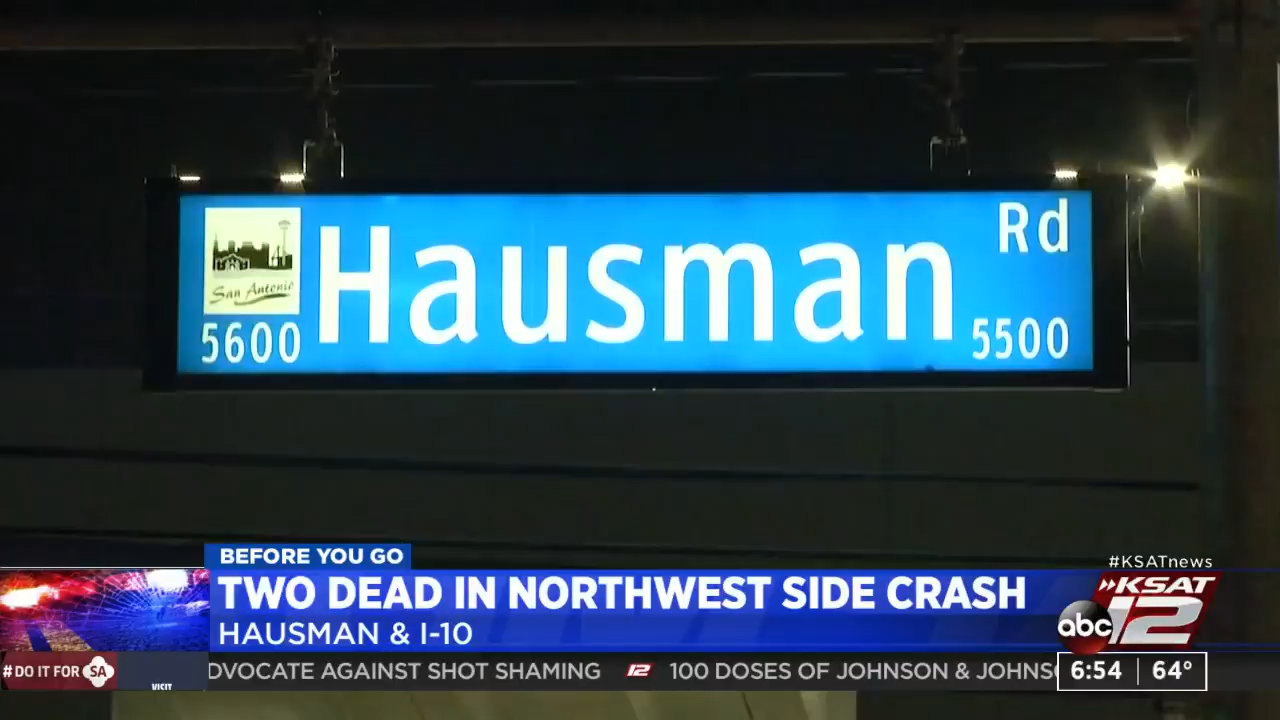 Hausman Rd
San Antonio
5600
5500
BEFORE YOU GO
TWO DEAD IN NORTHWEST SIDE CRASH
HAUSMAN & I-10
#KSATnews
KSAT
abc 12
#DO IT FOR SA
VISIT
DVOCATE AGAINST SHOT SHAMING 12 100 DOSES OF JOHNSON & JOHNS
6:54 64°